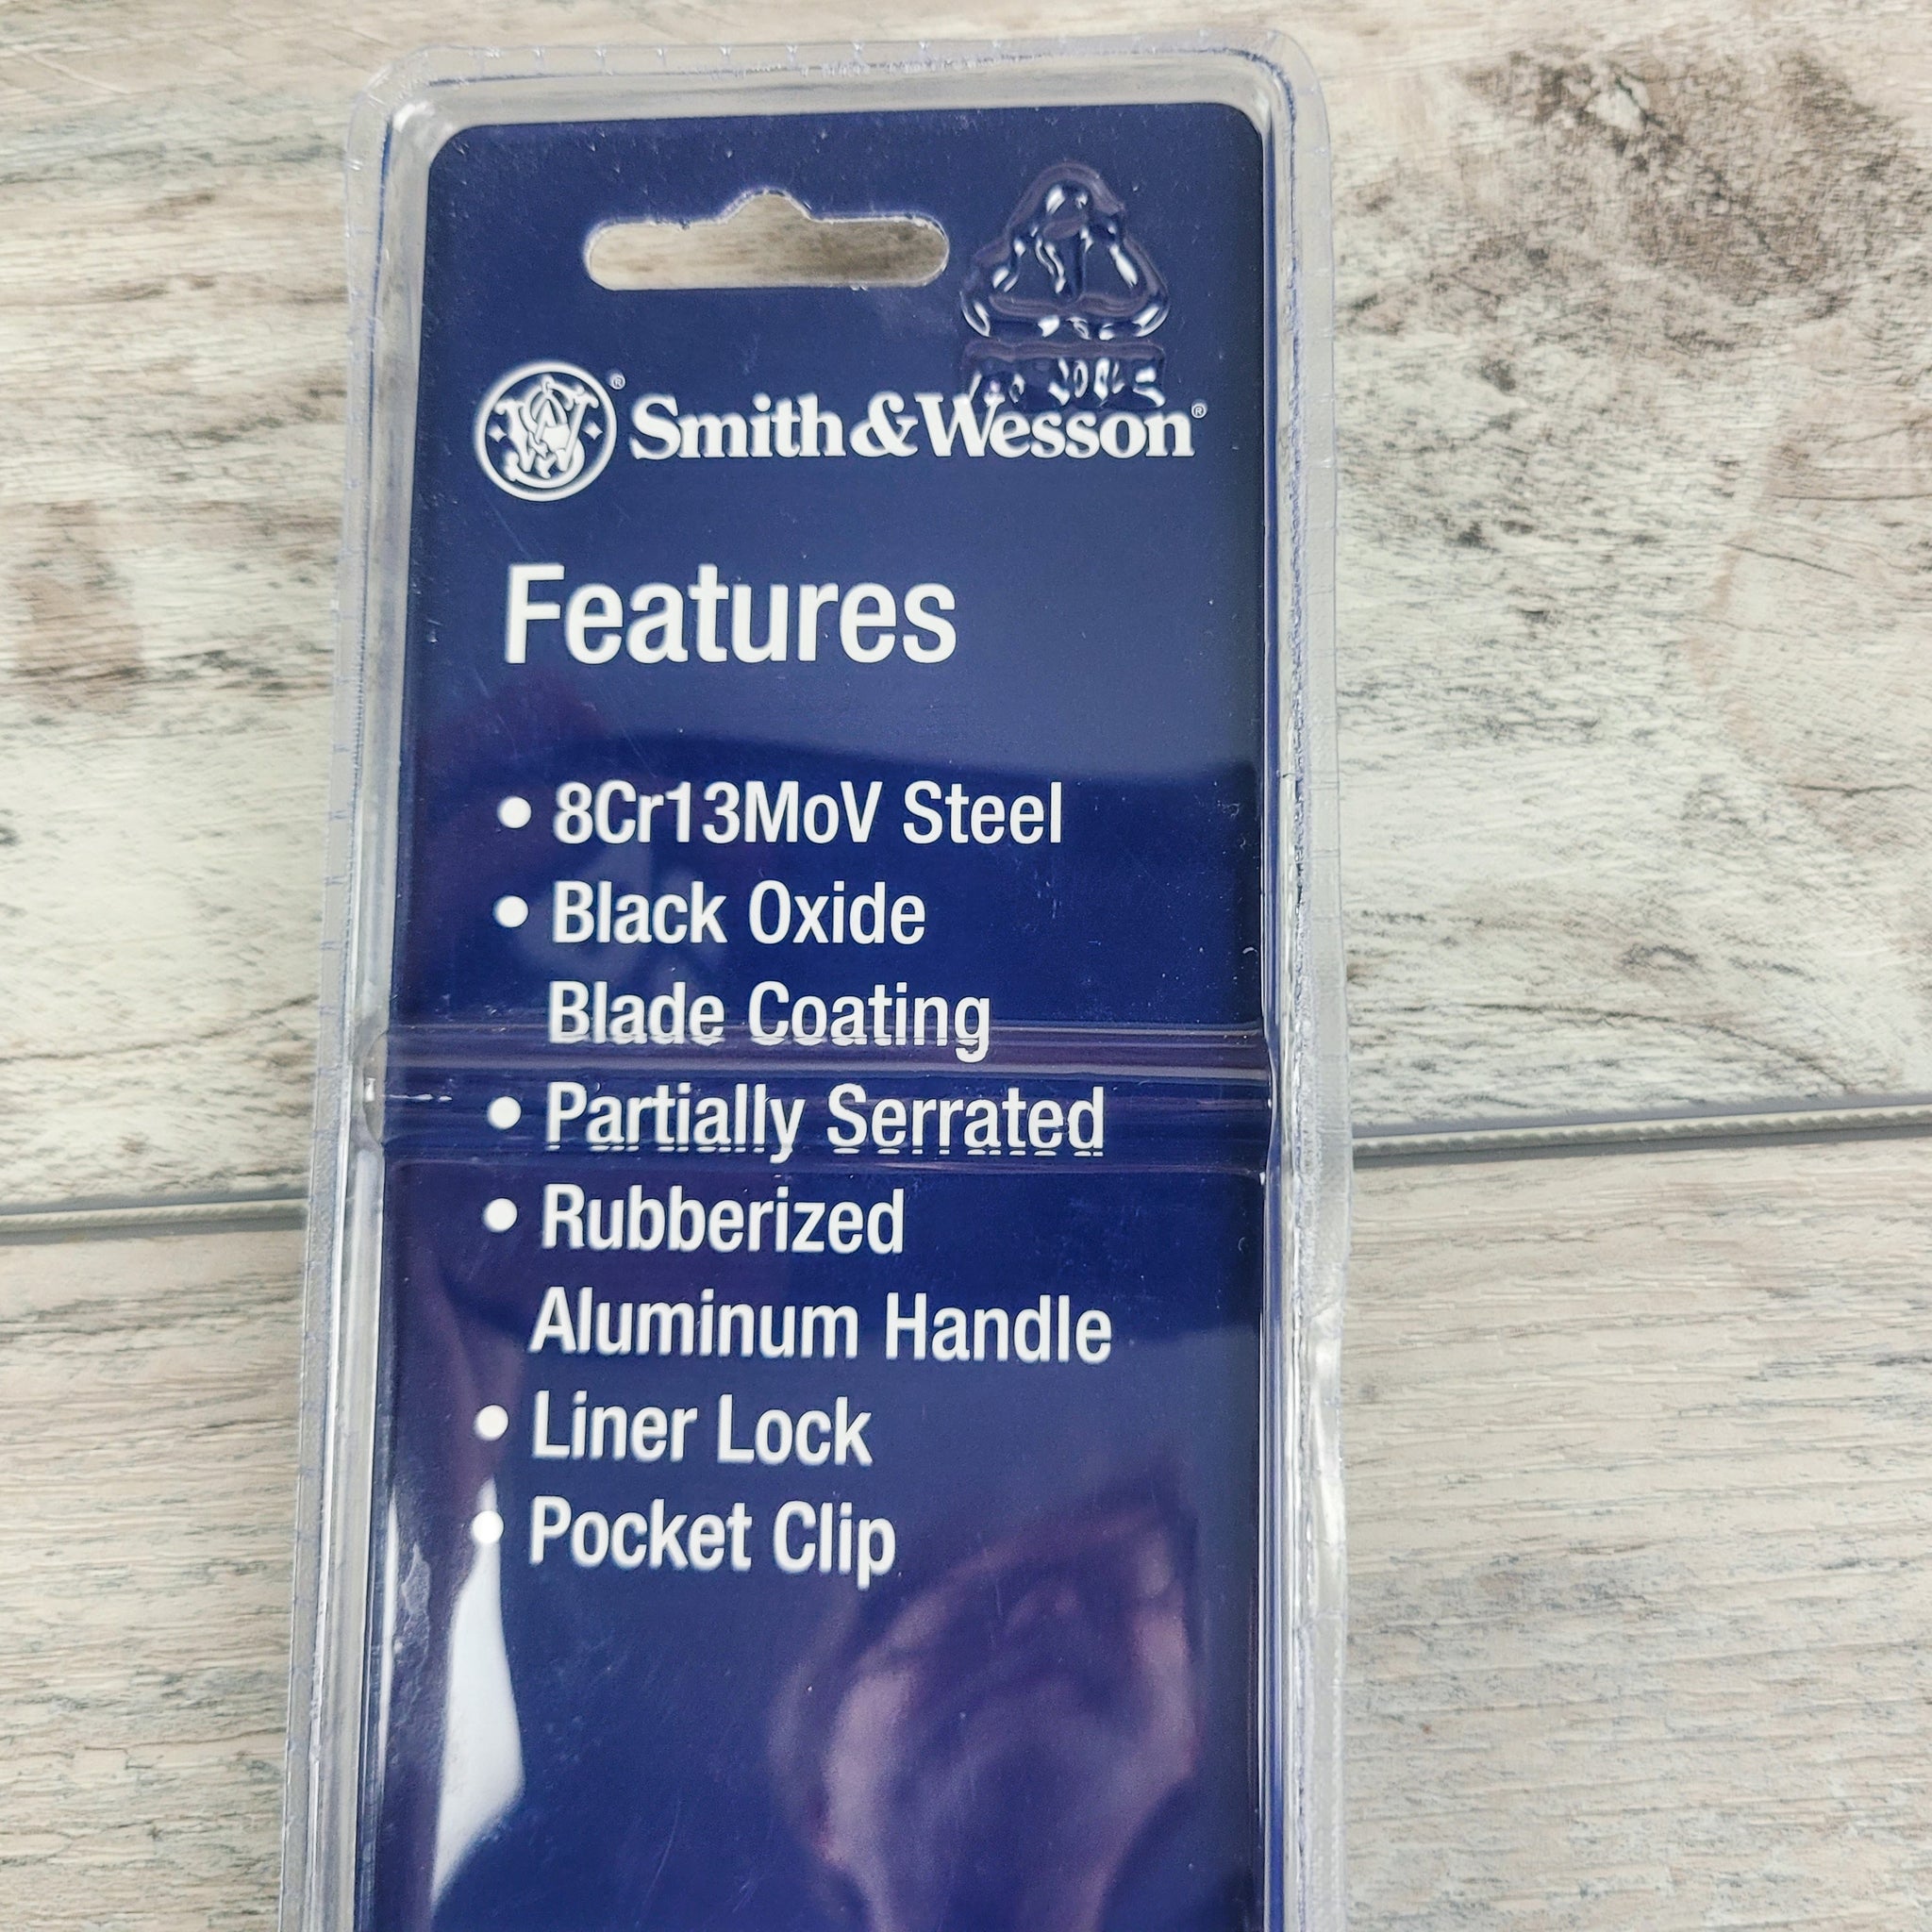 Smith & Wesson®
Features
• 8Cr13MoV Steel
• Black Oxide
Blade Coating
• Partially Serrated
• Rubberized
Aluminum Handle
• Liner Lock
• Pocket Clip